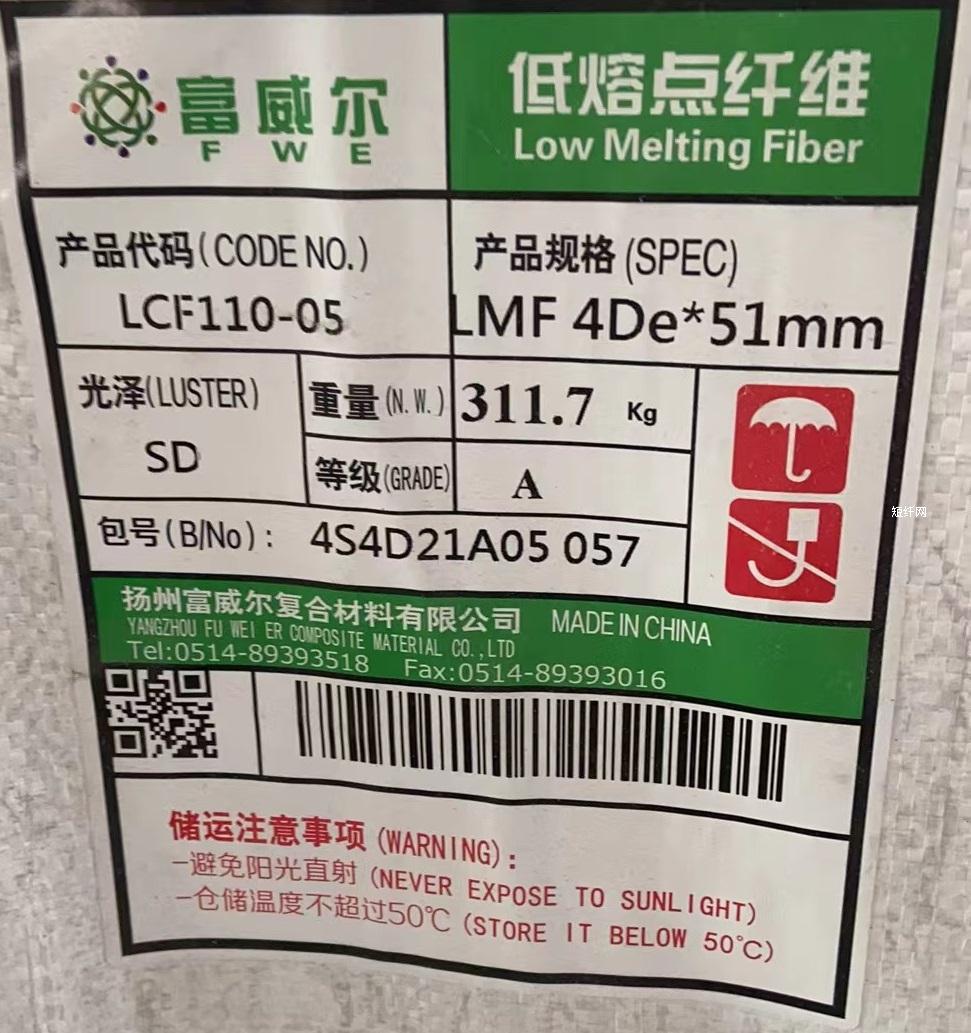 富威尔
FWE
低熔点纤维
Low Melting Fiber
产品代码(CODE NO.)
LCF110-05
产品规格(SPEC)
LMF 4De*51mm
光泽(LUSTER)
SD
重量(N.W.) 311.7 Kg
等级(GRADE) A
包号(B/No): 4S4D21A05 057
短纤网
扬州富威尔复合材料有限公司 MADE IN CHINA
YANGZHOU FU WEI ER COMPOSITE MATERIAL CO.,LTD
Tel:0514-89393518 Fax:0514-89393016
储运注意事项 (WARNING):
-避免阳光直射 (NEVER EXPOSE TO SUNLIGHT)
-仓储温度不超过50℃ (STORE IT BELOW 50℃)